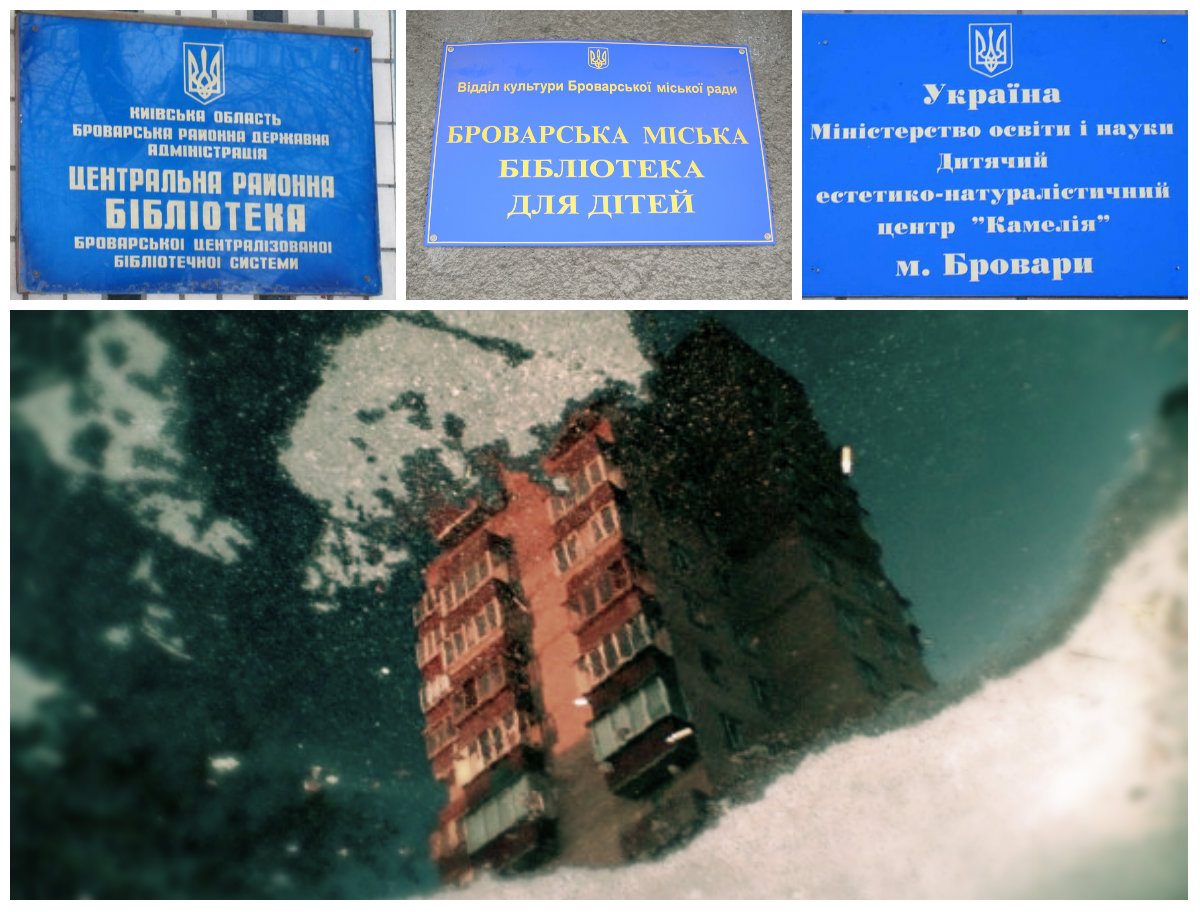 КИЇВСЬКА ОБЛАСТЬ
БРОВАРСЬКА РАЙОННА ДЕРЖАВНА
АДМІНІСТРАЦІЯ
ЦЕНТРАЛЬНА РАЙОННА
БІБЛІОТЕКА
БРОВАРСЬКОЇ ЦЕНТРАЛІЗОВАНОЇ
БІБЛІОТЕЧНОЇ СИСТЕМИ
Відділ культури Броварської міської ради
БРОВАРСЬКА МІСЬКА
БІБЛІОТЕКА
ДЛЯ ДІТЕЙ
Україна
Міністерство освіти і науки
Дитячий
естетико-натуралістичний
центр "Камелія"
м. Бровари